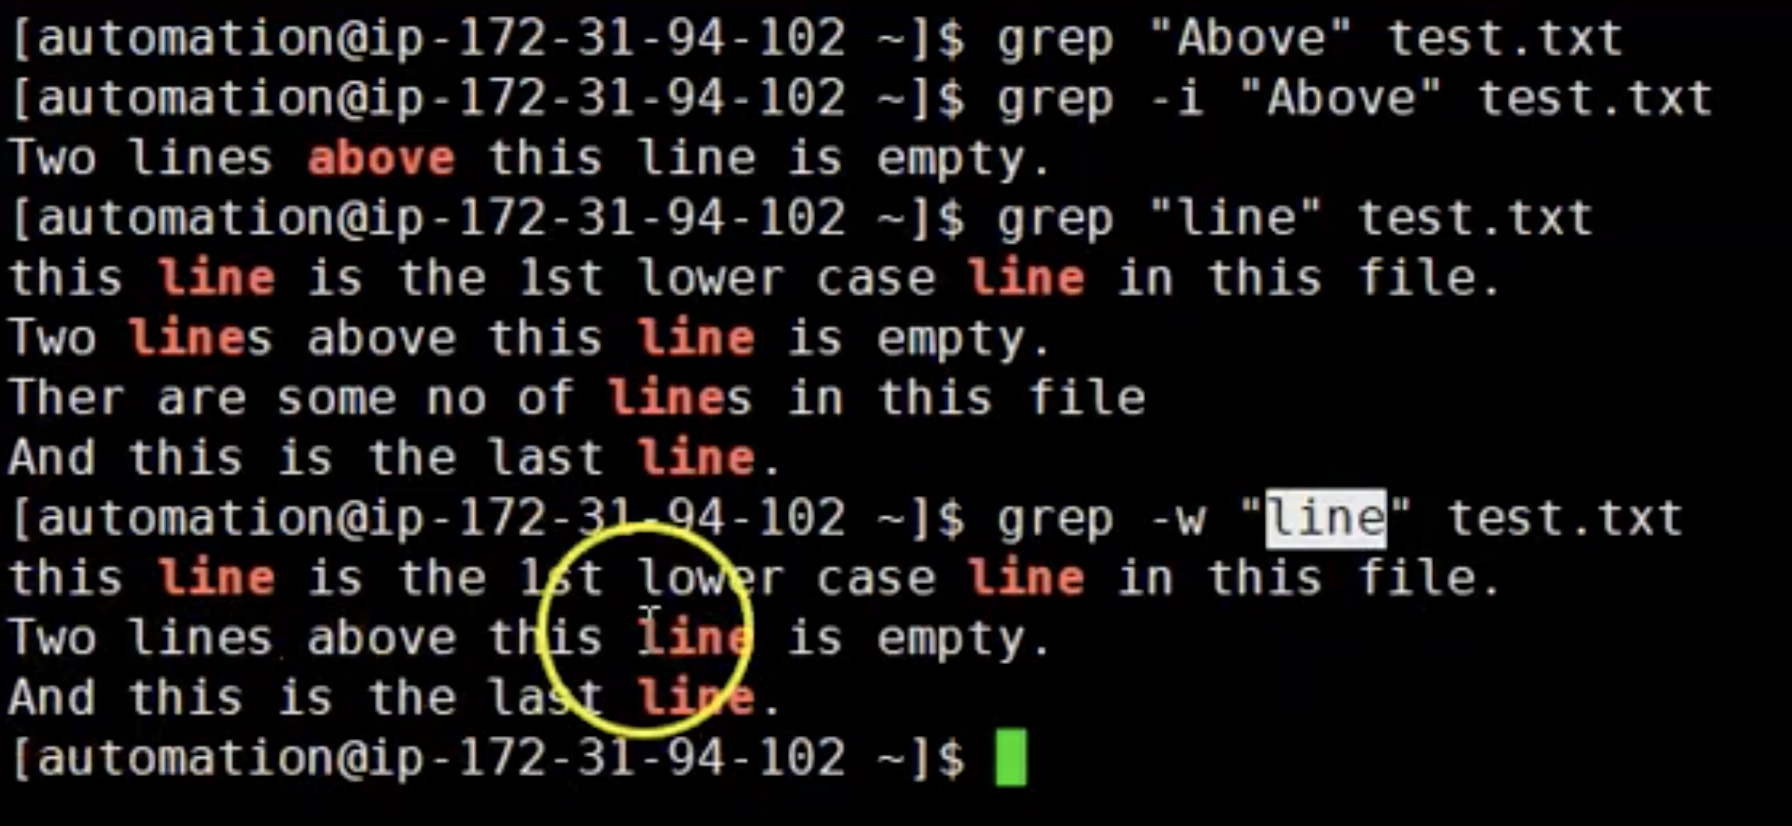 [automation@ip-172-31-94-102 ~]$ grep "Above" test.txt
[automation@ip-172-31-94-102 ~]$ grep -i "Above" test.txt
Two lines above this line is empty.
[automation@ip-172-31-94-102 ~]$ grep "line" test.txt
this line is the 1st lower case line in this file.
Two lines above this line is empty.
Ther are some no of lines in this file
And this is the last line.
[automation@ip-172-31-94-102 ~]$ grep -w "line" test.txt
this line is the 1st lower case line in this file.
Two lines above this line is empty.
And this is the last line.
[automation@ip-172-31-94-102 ~]$